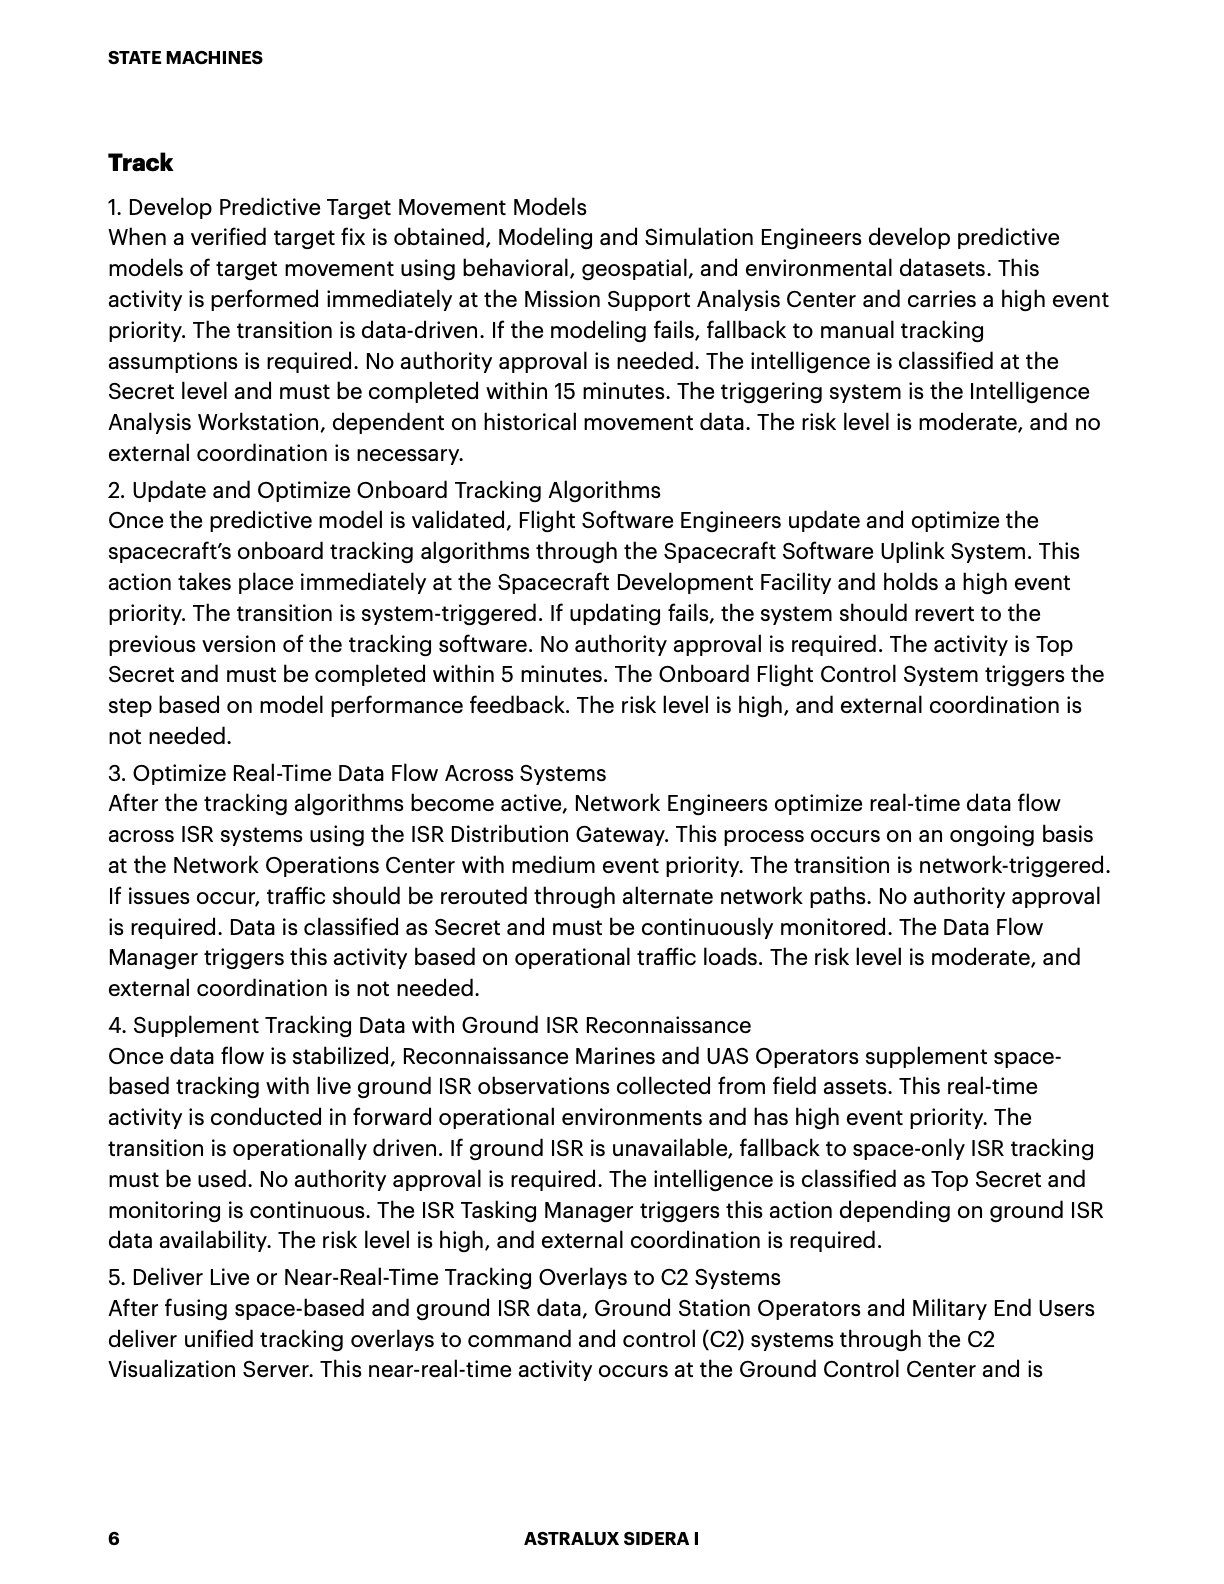 STATE MACHINES
Track
1. Develop Predictive Target Movement Models
When a verified target fix is obtained, Modeling and Simulation Engineers develop predictive
models of target movement using behavioral, geospatial, and environmental datasets. This
activity is performed immediately at the Mission Support Analysis Center and carries a high event
priority. The transition is data-driven. If the modeling fails, fallback to manual tracking
assumptions is required. No authority approval is needed. The intelligence is classified at the
Secret level and must be completed within 15 minutes. The triggering system is the Intelligence
Analysis Workstation, dependent on historical movement data. The risk level is moderate, and no
external coordination is necessary.
2. Update and Optimize Onboard Tracking Algorithms
Once the predictive model is validated, Flight Software Engineers update and optimize the
spacecraft’s onboard tracking algorithms through the Spacecraft Software Uplink System. This
action takes place immediately at the Spacecraft Development Facility and holds a high event
priority. The transition is system-triggered. If updating fails, the system should revert to the
previous version of the tracking software. No authority approval is required. The activity is Top
Secret and must be completed within 5 minutes. The Onboard Flight Control System triggers the
step based on model performance feedback. The risk level is high, and external coordination is
not needed.
3. Optimize Real-Time Data Flow Across Systems
After the tracking algorithms become active, Network Engineers optimize real-time data flow
across ISR systems using the ISR Distribution Gateway. This process occurs on an ongoing basis
at the Network Operations Center with medium event priority. The transition is network-triggered.
If issues occur, traffic should be rerouted through alternate network paths. No authority approval
is required. Data is classified as Secret and must be continuously monitored. The Data Flow
Manager triggers this activity based on operational traffic loads. The risk level is moderate, and
external coordination is not needed.
4. Supplement Tracking Data with Ground ISR Reconnaissance
Once data flow is stabilized, Reconnaissance Marines and UAS Operators supplement space-
based tracking with live ground ISR observations collected from field assets. This real-time
activity is conducted in forward operational environments and has high event priority. The
transition is operationally driven. If ground ISR is unavailable, fallback to space-only ISR tracking
must be used. No authority approval is required. The intelligence is classified as Top Secret and
monitoring is continuous. The ISR Tasking Manager triggers this action depending on ground ISR
data availability. The risk level is high, and external coordination is required.
5. Deliver Live or Near-Real-Time Tracking Overlays to C2 Systems
After fusing space-based and ground ISR data, Ground Station Operators and Military End Users
deliver unified tracking overlays to command and control (C2) systems through the C2
Visualization Server. This near-real-time activity occurs at the Ground Control Center and is
6
ASTRALUX SIDERA I